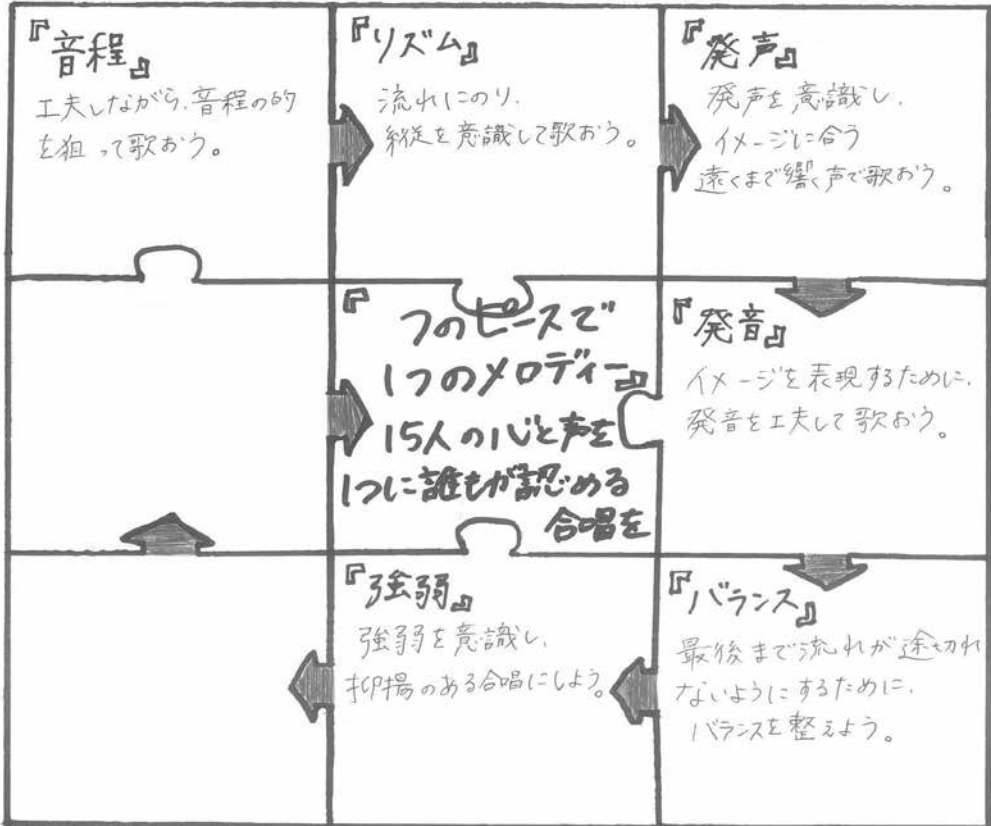 『音程』
工夫しながら、音程の的
を狙って歌おう。
『リズム』
流れにのり、
縦を意識して歌おう。
『発声』
発声を意識し、
イメージに合う
遠くまで響く声で歌おう。
『 つのピースで
1つのメロディー』
15人の心と声を
1つに誰もが認める
合唱を
『発音』
イメージを表現するために、
発音を工夫して歌おう。
『強弱』
強弱を意識し、
抑揚のある合唱にしよう。
『バランス』
最後まで流れが途切れ
ないようにするために、
バランスを整えよう。